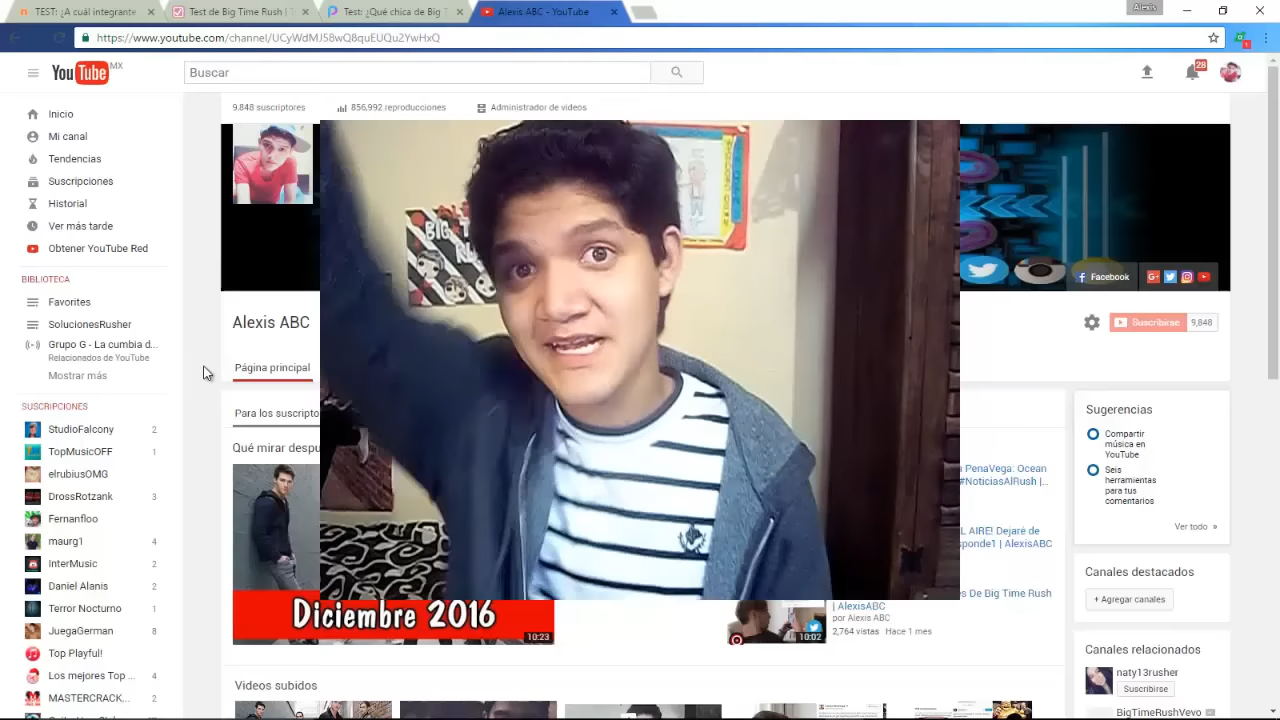 TEST: ¿A cuál integrante
Test de Big Time Rush | T
Test: ¿Qué chica de Big T
Alexis ABC - YouTube
Alexis
https://www.youtube.com/channel/UCyWdMJ58wQ8quEUQu2YwHxQ
1
YouTube MX
Buscar
28
Inicio
Mi canal
Tendencias
Suscripciones
Historial
Ver más tarde
Obtener YouTube Red
BIBLIOTECA
Favorites
SolucionesRusher
Grupo G - La cumbia d...
Relacionados de YouTube
Mostrar más
SUSCRIPCIONES
StudioFalcony 2
TopMusicOFF 1
elrubiusOMG
DrossRotzank 3
Fernanfloo
maurg1 4
InterMusic 2
Daniel Alanis 2
Terror Nocturno 1
JuegaGerman 8
Top Playful!
Los mejores Top ... 4
MASTERCRACK... 2
9,848 suscriptores
856,992 reproducciones
Administrador de videos
BIG T
Facebook
Alexis ABC
Suscribirse 9,848
Página principal
Para los suscripto
Qué mirar despu
Diciembre 2016
10:23
a PenaVega: Ocean
#NoticiasAlRush |...
L AIRE! Dejaré de
sponde1 | AlexisABC
es De Big Time Rush
| AlexisABC
por Alexis ABC
2,764 vistas Hace 1 mes
10:02
Videos subidos
Sugerencias
Compartir
música en
YouTube
Seis
herramientas
para tus
comentarios
Ver todo »
Canales destacados
+ Agregar canales
Canales relacionados
naty13rusher
Suscribirse
BigTimeRushVevo